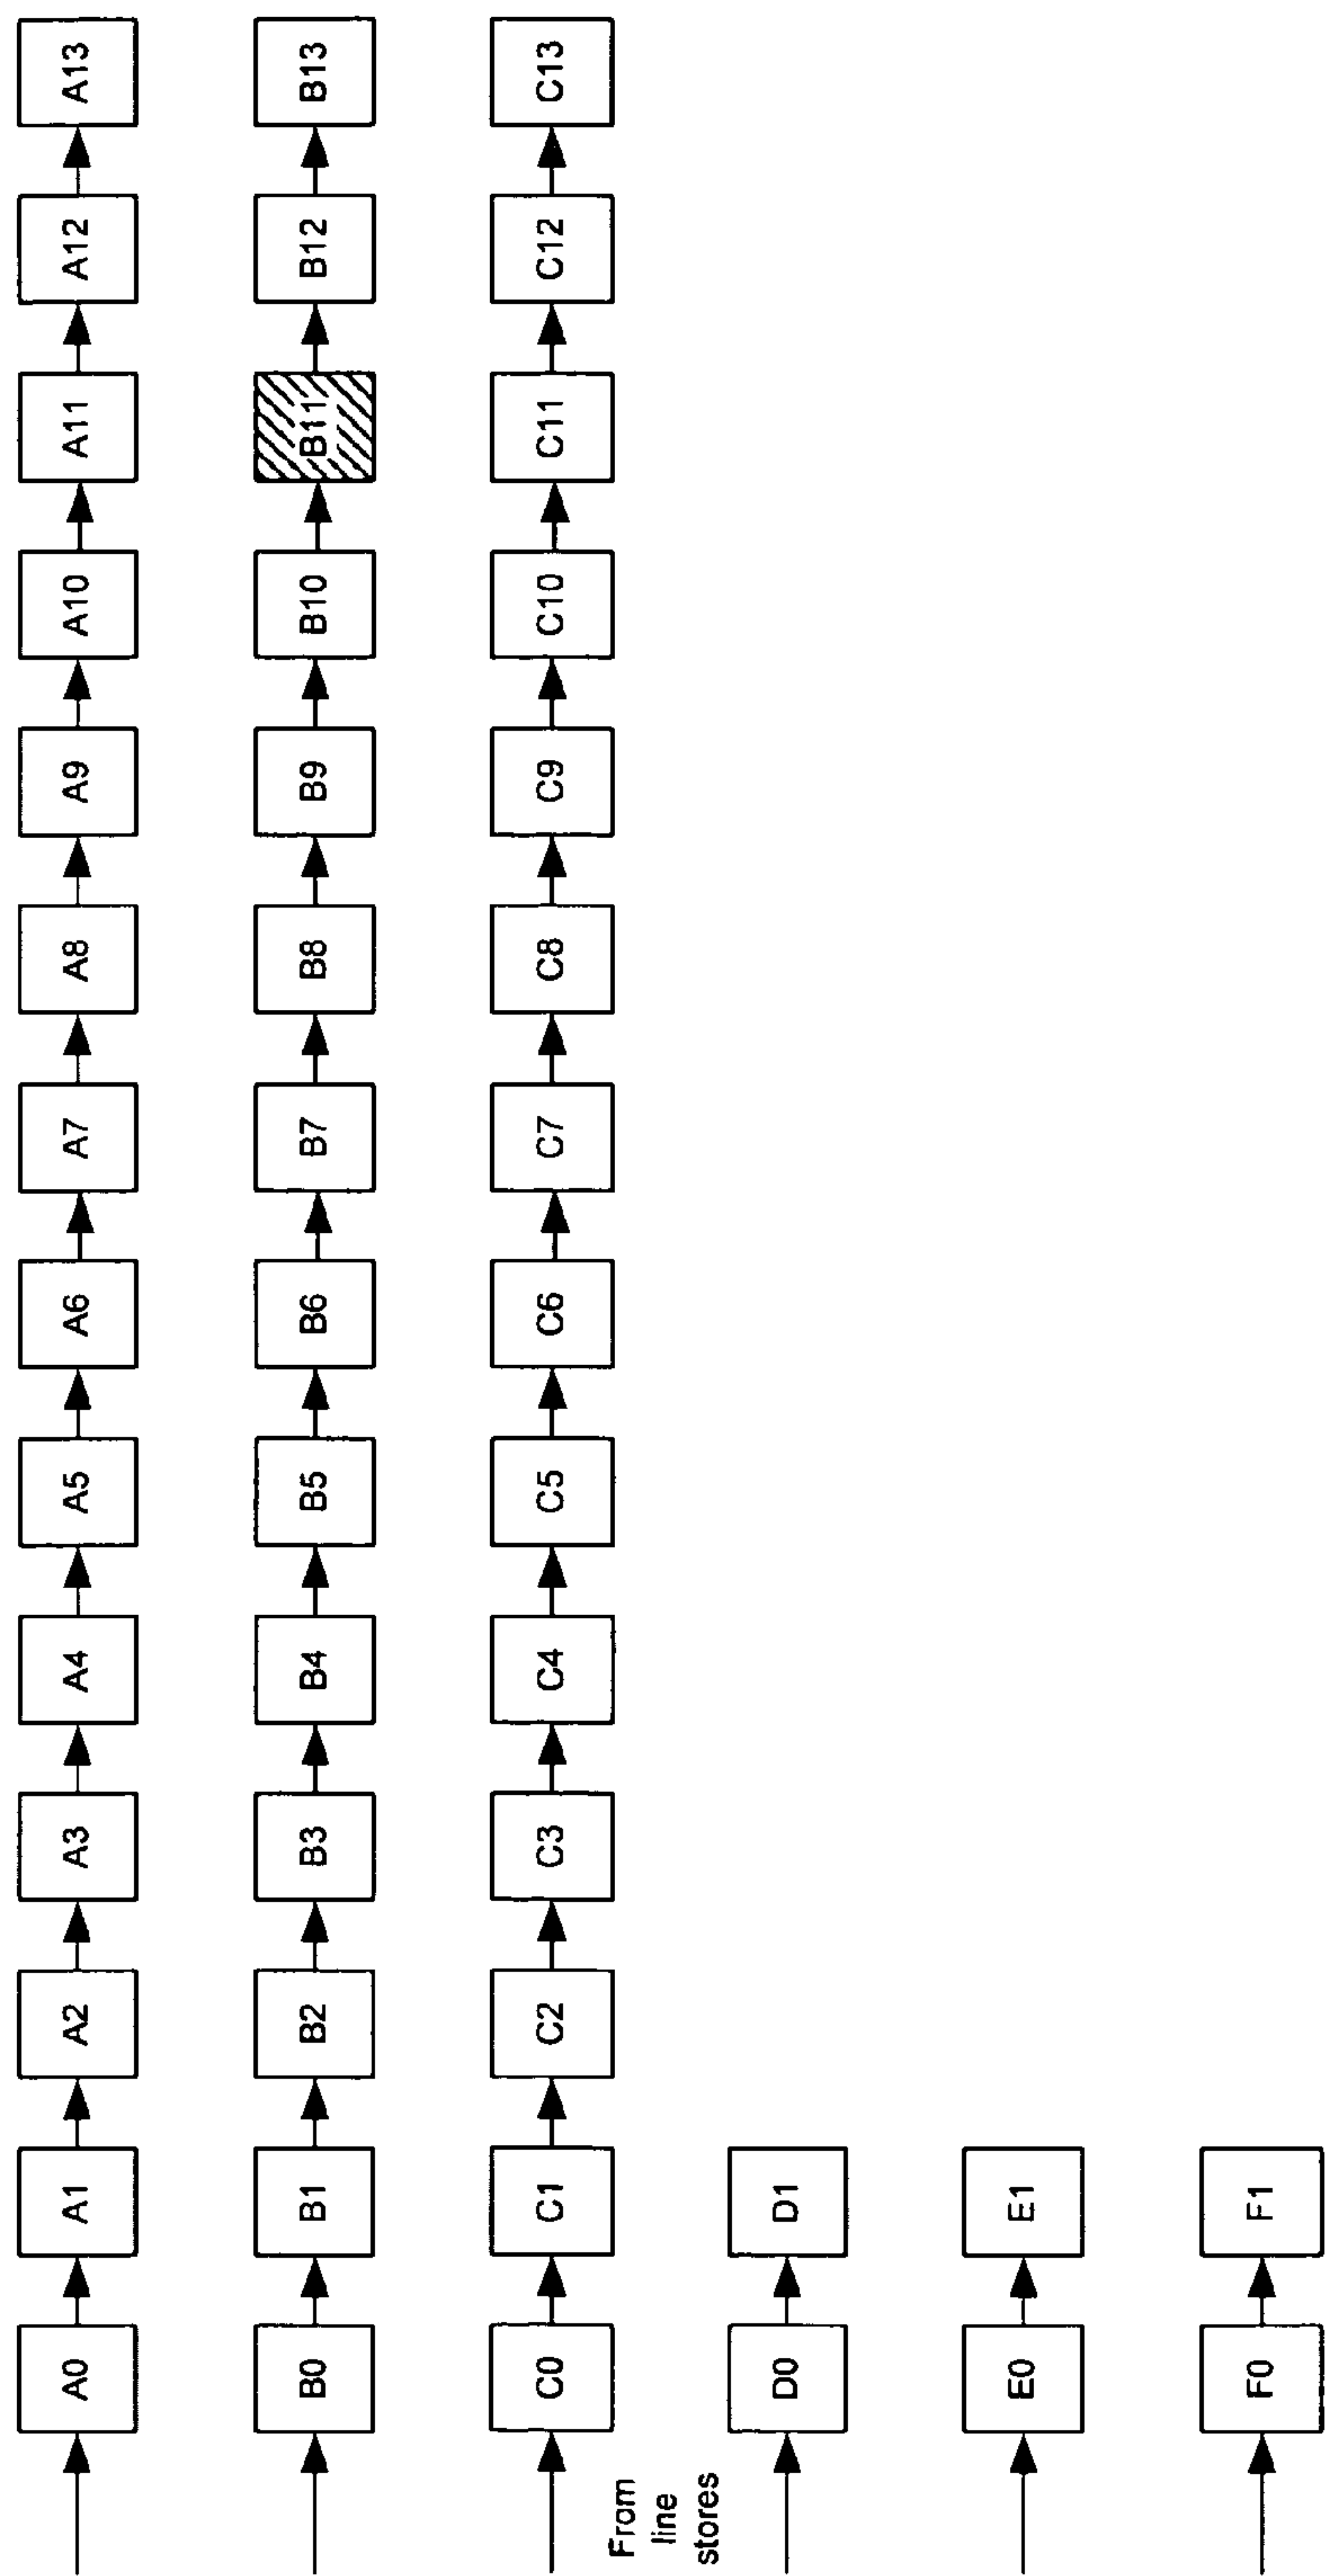 A0 A1 A2 A3 A4 A5 A6 A7 A8 A9 A10 A11 A12 A13
B0 B1 B2 B3 B4 B5 B6 B7 B8 B9 B10 B11 B12 B13
C0 C1 C2 C3 C4 C5 C6 C7 C8 C9 C10 C11 C12 C13
From
line
stores
D0 D1
E0 E1
F0 F1